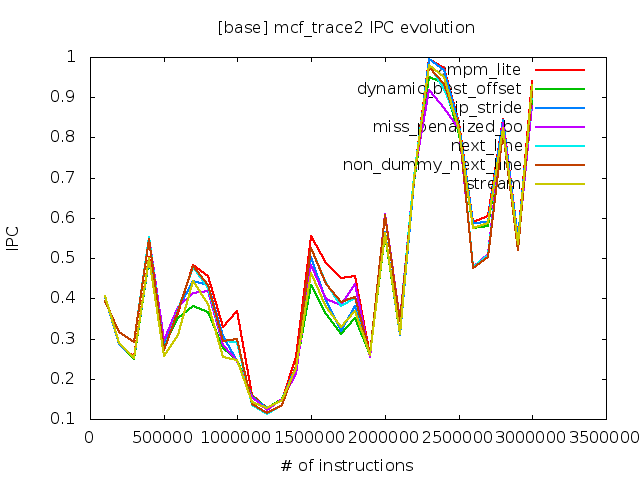 [base] mcf_trace2 IPC evolution
1
0.9
0.8
0.7
0.6
0.5
0.4
0.3
0.2
0.1
IPC
mpm_lite
dynamic_best_offset
ip_stride
miss_penalized_bo
next_line
non_dummy_next_line
stream
0 500000 1000000 1500000 2000000 2500000 3000000 3500000
# of instructions